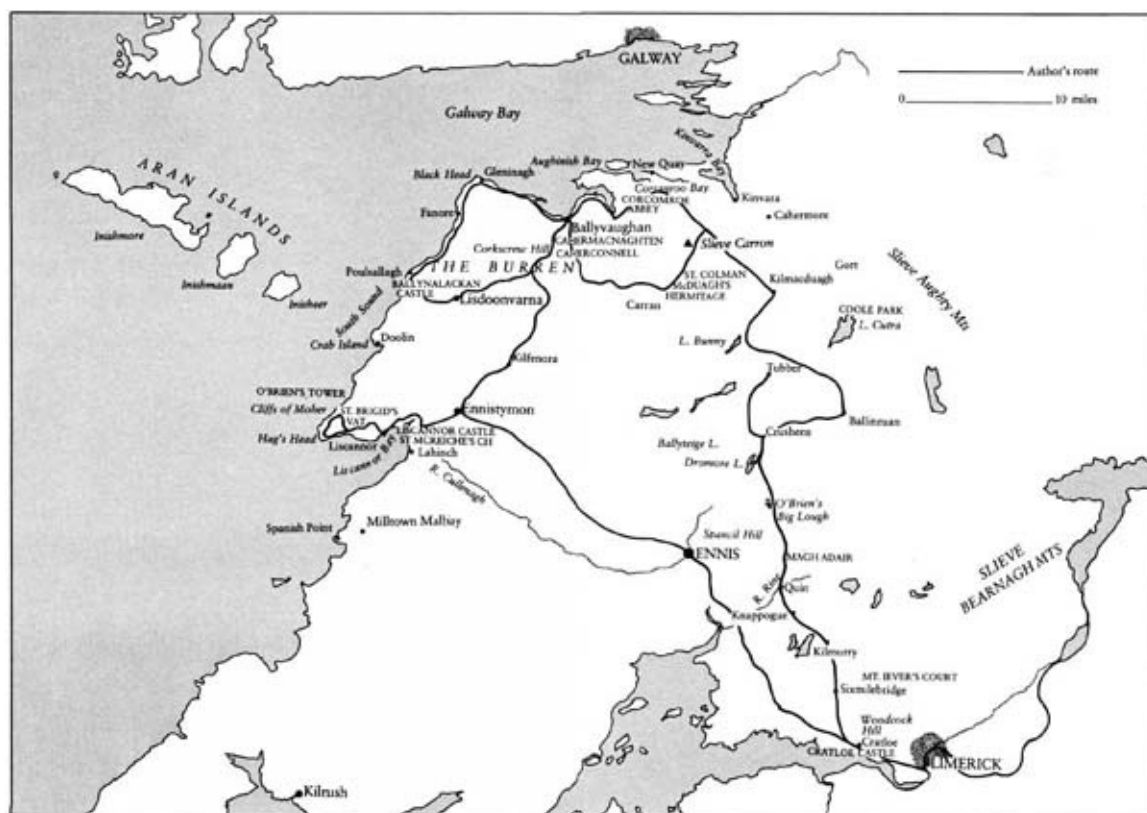 GALWAY
Author's route
0 10 miles
Galway Bay
Kinvarra Bay
Aughinish Bay
New Quay
Black Head
Gleninagh
ARAN ISLANDS
Corranroo Bay
CORCOMROE
ABBEY
Kinvara
Cahermore
Fanore
Ballyvaughan
CAHERMACNAGHTEN
CAHERCONNELL
Inishmore
Corkscrew Hill
Slieve Carron
THE BURREN
Poulsallagh
Inishmaan
BALLYNALACKAN
CASTLE
Lisdoonvarna
ST. COLMAN
McDUAGH'S
HERMITAGE
Carran
Kilmacduagh
Gort
Slieve Aughty Mts
Inisheer
COOLE PARK
L. Cutra
South Sound
Crab Island
Doolin
L. Bunny
Kilfenora
Tubber
O'BRIEN'S TOWER
Cliffs of Moher
ST. BRIGID'S
VAT
Ennistymon
Ballinruan
Crusheen
Hag's Head
Liscannor
Liscannor Bay
LISCANNOR CASTLE
ST MCREICHE'S CH
Lahinch
Ballyteige L.
Dromore L.
R. Cullenagh
O'Brien's
Big Lough
Spanish Point
Milltown Malbay
Stancil Hill
ENNIS
MAGH ADAIR
SLIEVE
BEARNAGH MTS
R. Rine
Quin
Knappogue
Kilmurry
MT. IEVER'S COURT
Sixmilebridge
Woodcock
Hill
Cratloe
CRATLOE CASTLE
LIMERICK
Kilrush